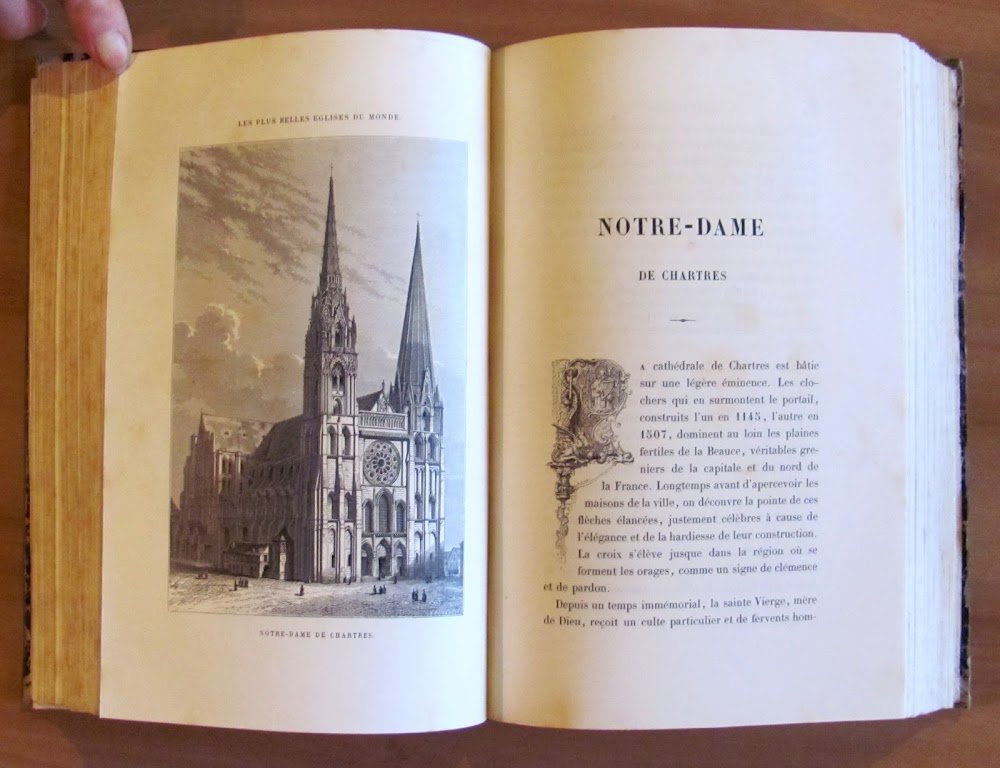 LES PLUS BELLES EGLISES DU MONDE
NOTRE-DAME DE CHARTRES.
NOTRE-DAME
DE CHARTRES
LA cathédrale de Chartres est bâtie
sur une légère éminence. Les clo-
chers qui en surmontent le portail,
construits l'un en 1145, l'autre en
1507, dominent au loin les plaines
fertiles de la Beauce, véritables gre-
niers de la capitale et du nord de
la France. Longtemps avant d'apercevoir les
maisons de la ville, on découvre la pointe de ces
flèches élancées, justement célèbres à cause de
l'élégance et de la hardiesse de leur construction.
La croix s'élève jusque dans la région où se
forment les orages, comme un signe de clémence
et de pardon.
Depuis un temps immémorial, la sainte Vierge, mère
de Dieu, reçoit un culte particulier et de fervents hom-